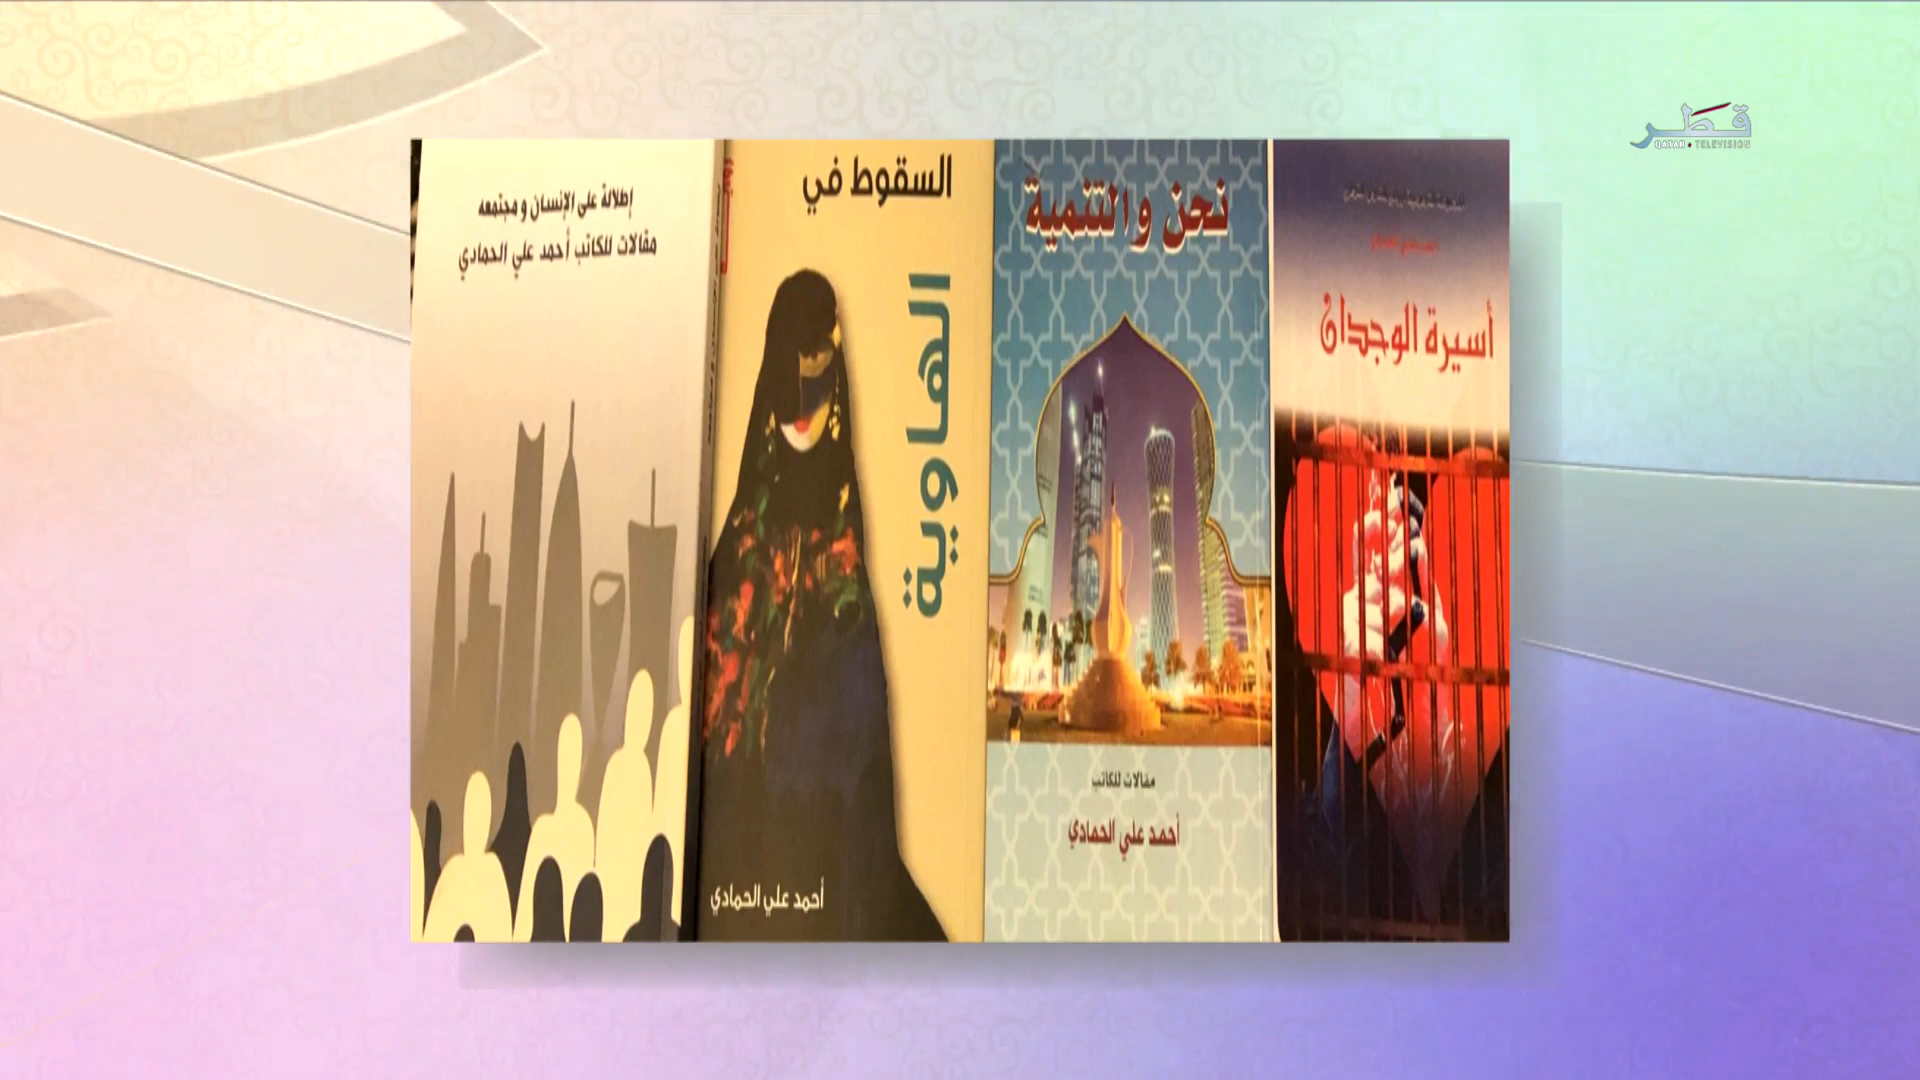 قطر
QATAR TELEVISION
إطلالة على الإنسان و مجتمعه
مقالات للكاتب أحمد علي الحمادي
السقوط في
الهاوية
أحمد علي الحمادي
نحن والتنمية
مقالات للكاتب
أحمد علي الحمادي
أسيرة الوجدان